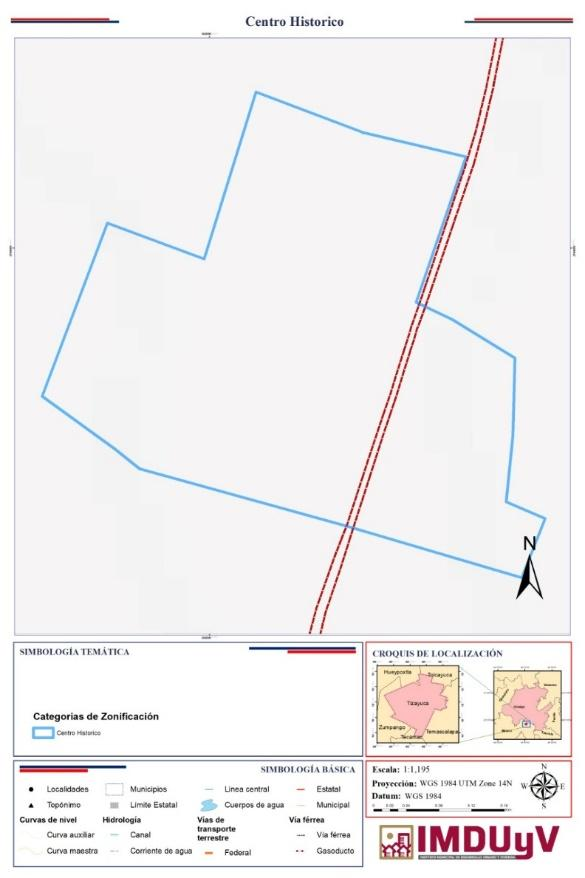 Centro Historico
N
SIMBOLOGÍA TEMÁTICA
Categorias de Zonificación
Centro Historico
CROQUIS DE LOCALIZACIÓN
Hueypoxtla
Tolcayuca
Tizayuca
Zumpango
Temascalapa
Tecámac
SIMBOLOGÍA BÁSICA
Localidades
Municipios
Linea central
Estatal
Topónimo
Límite Estatal
Cuerpos de agua
Municipal
Curvas de nivel
Hidrología
Vías de transporte terrestre
Vía férrea
Curva auxiliar
Canal
Vía férrea
Curva maestra
Corriente de agua
Federal
Gasoducto
Escala: 1:1,195
Proyección: WGS 1984 UTM Zone 14N
Datum: WGS 1984
N
W
E
S
IMDUyV